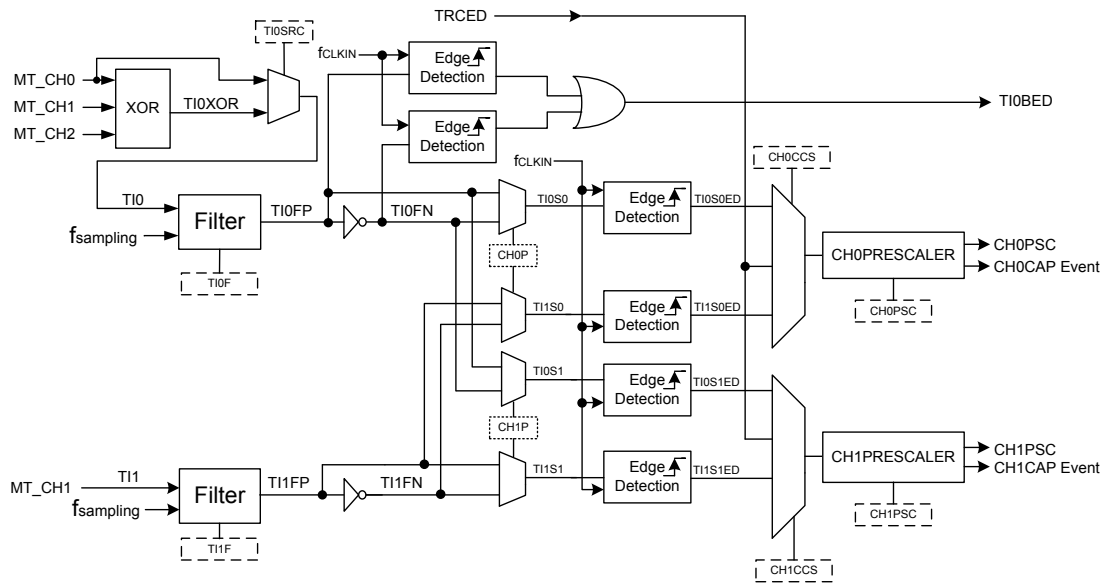 TRCED
TI0SRC
fCLKIN
Edge
Detection
MT_CH0
XOR
TI0XOR
MT_CH1
MT_CH2
TI0BED
Edge
Detection
fCLKIN
CH0CCS
TI0
Filter
TI0FP
TI0FN
TI0S0
Edge
Detection
TI0S0ED
fsampling
TI0F
CH0P
CH0PRESCALER
CH0PSC
CH0CAP Event
TI1S0
Edge
Detection
TI1S0ED
CH0PSC
TI0S1
Edge
Detection
TI0S1ED
CH1P
CH1PRESCALER
CH1PSC
CH1CAP Event
MT_CH1
TI1
Filter
TI1FP
TI1FN
TI1S1
Edge
Detection
TI1S1ED
fsampling
TI1F
CH1PSC
CH1CCS